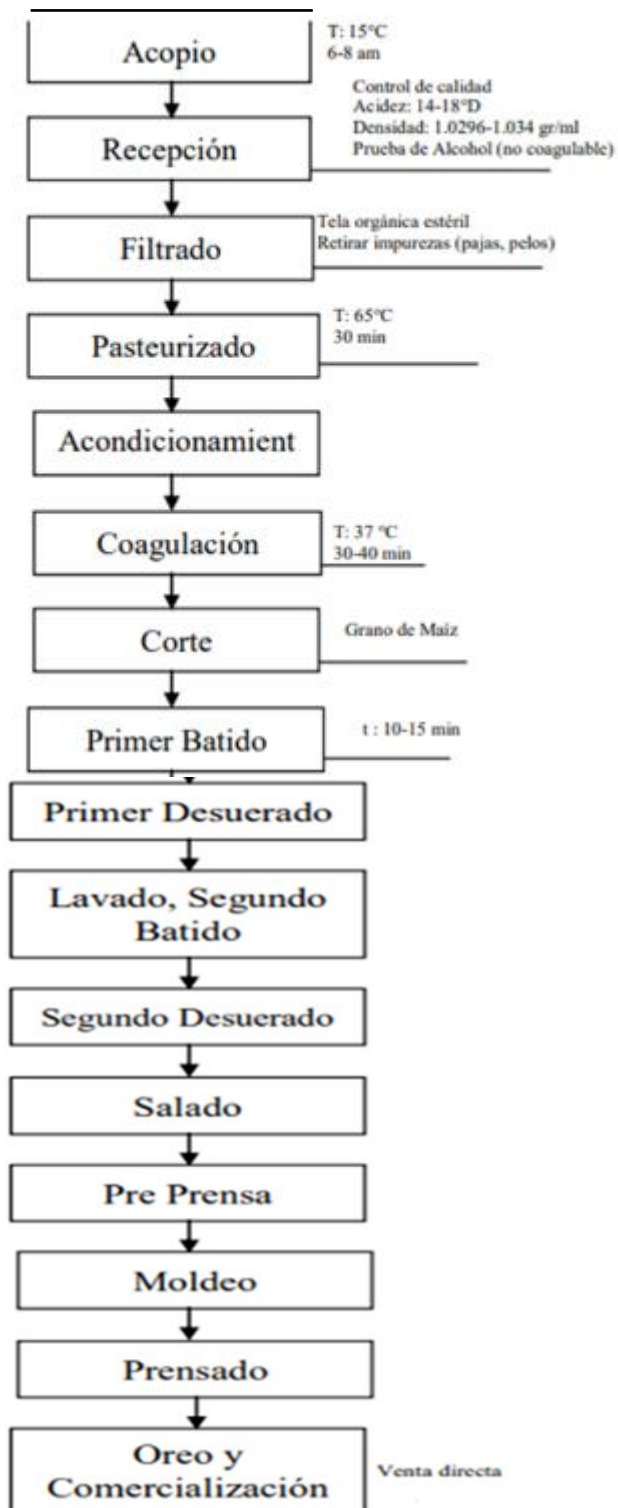 T: 15°C
6-8 am
Acopio
Control de calidad
Acidez: 14-18°D
Densidad: 1.0296-1.034 gr/ml
Prueba de Alcohol (no coagulable)
Recepción
Tela orgánica estéril
Retirar impurezas (pajas, pelos)
Filtrado
T: 65°C
30 min
Pasteurizado
Acondicionamient
Coagulación
T: 37 °C
30-40 min
Corte
Grano de Maíz
Primer Batido
t : 10-15 min
Primer Desuerado
Lavado, Segundo
Batido
Segundo Desuerado
Salado
Pre Prensa
Moldeo
Prensado
Oreo y
Comercialización
Venta directa